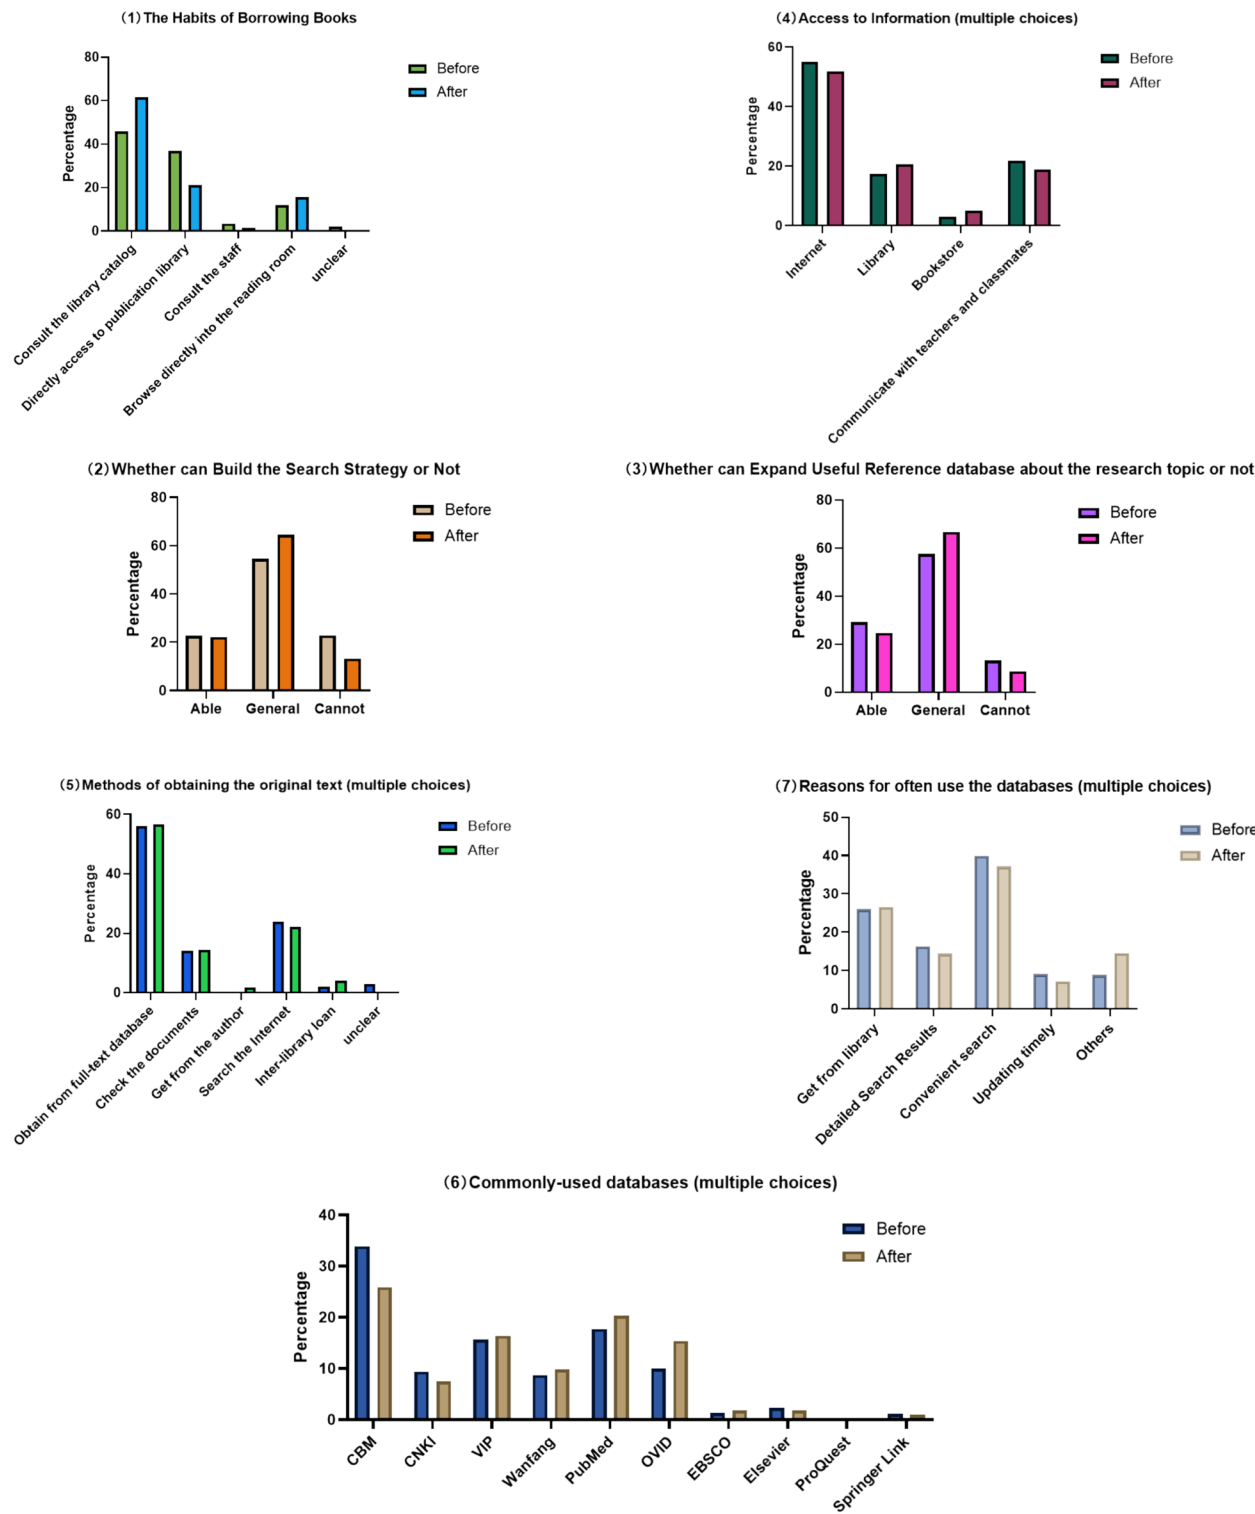 （1）The Habits of Borrowing Books
Percentage
80
60
40
20
0
Before
After
Consult the library catalog
Directly access to publication library
Consult the staff
Browse directly into the reading room
unclear
（4）Access to Information (multiple choices)
Percentage
60
40
20
0
Before
After
Internet
Library
Bookstore
Communicate with teachers and classmates
（2）Whether can Build the Search Strategy or Not
Percentage
80
60
40
20
0
Before
After
Able
General
Cannot
（3）Whether can Expand Useful Reference database about the research topic or not
Percentage
80
60
40
20
0
Before
After
Able
General
Cannot
（5）Methods of obtaining the original text (multiple choices)
Percentage
60
40
20
0
Before
After
Obtain from full-text database
Check the documents
Get from the author
Search the Internet
Inter-library loan
unclear
（7）Reasons for often use the databases (multiple choices)
Percentage
50
40
30
20
10
0
Before
After
Get from library
Detailed Search Results
Convenient search
Updating timely
Others
（6）Commonly-used databases (multiple choices)
Percentage
40
30
20
10
0
Before
After
CBM
CNKI
VIP
Wanfang
PubMed
OVID
EBSCO
Elsevier
ProQuest
Springer Link